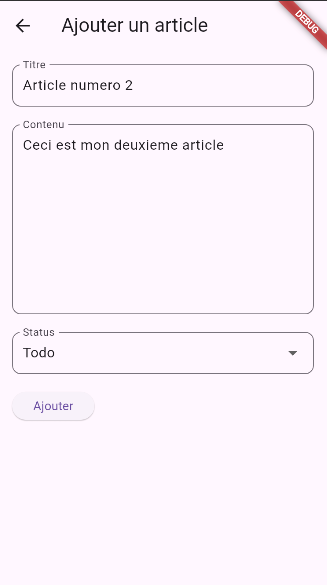 Ajouter un article
DEBUG
Titre
Article numero 2
Contenu
Ceci est mon deuxieme article
Status
Todo
Ajouter